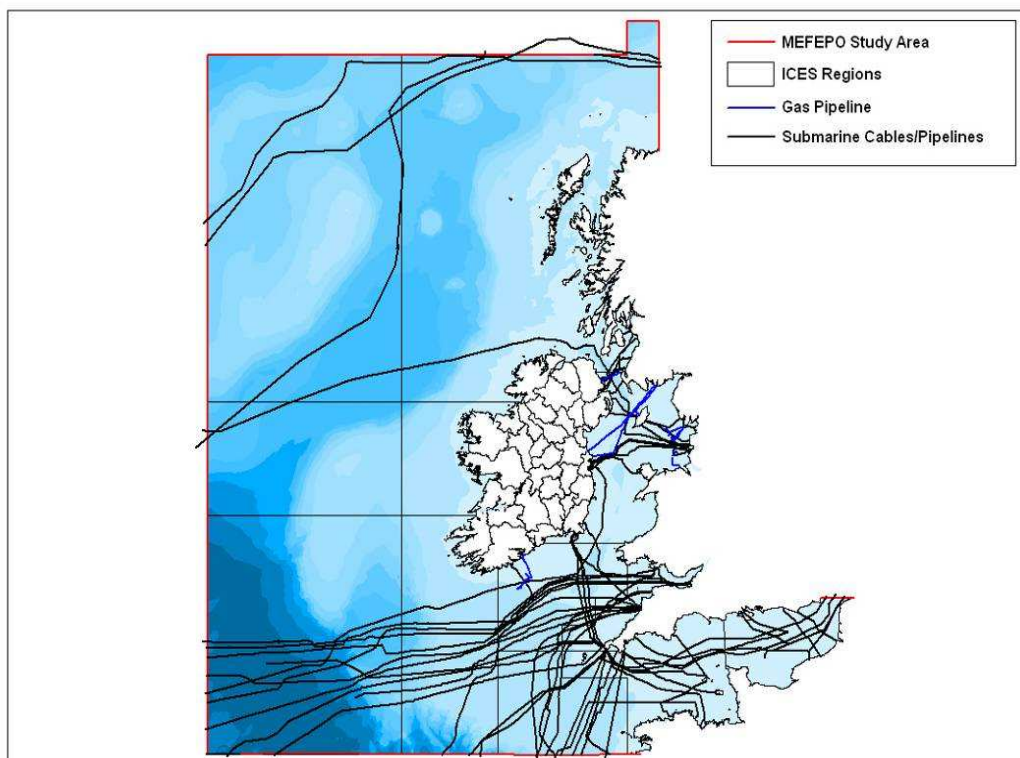 MEFEPO Study Area
ICES Regions
Gas Pipeline
Submarine Cables/Pipelines